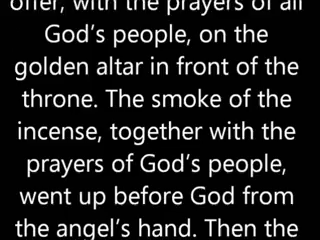 offer, with the prayers of all
God’s people, on the
golden altar in front of the
throne. The smoke of the
incense, together with the
prayers of God’s people,
went up before God from
the angel’s hand. Then the